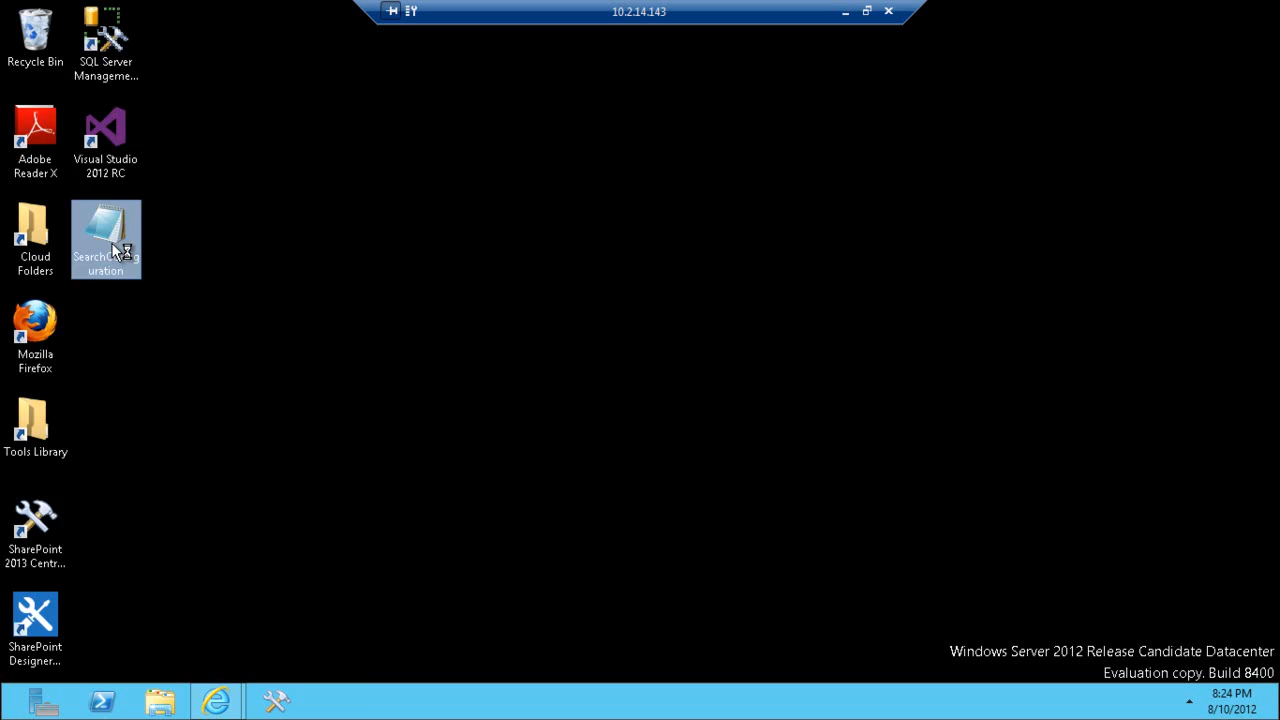 10.2.14.143
Recycle Bin
SQL Server
Manageme...
Adobe
Reader X
Visual Studio
2012 RC
Cloud
Folders
uration
Mozilla
Firefox
Tools Library
SharePoint
2013 Centr...
SharePoint
Designer...
Windows Server 2012 Release Candidate Datacenter
Evaluation copy. Build 8400
8:24 PM
8/10/2012